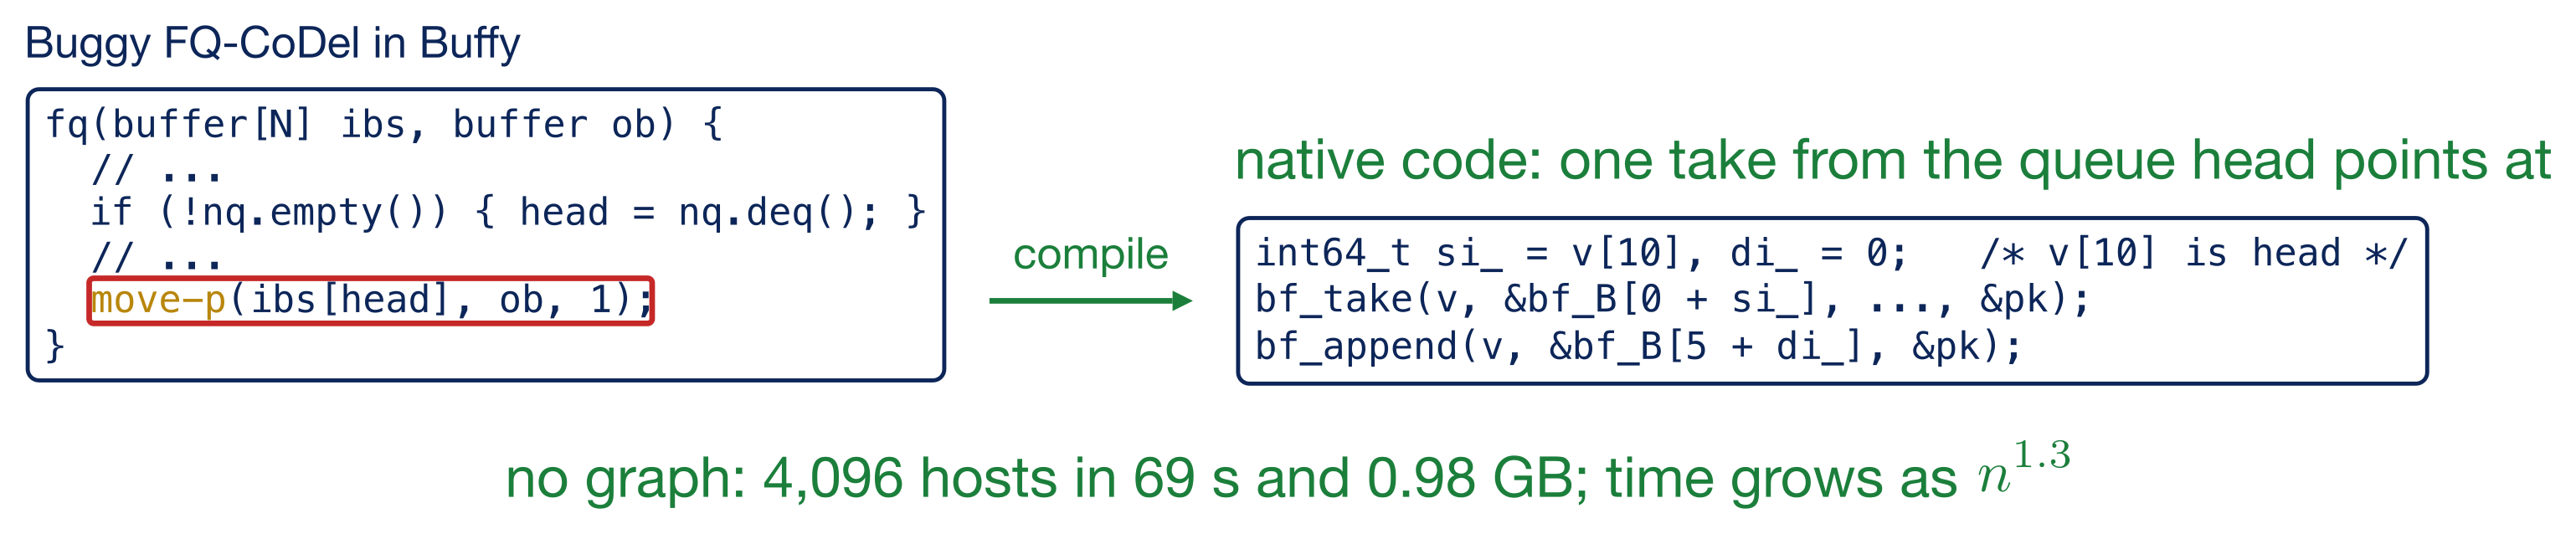 Buggy FQ-CoDel in Buffy
fq(buffer[N] ibs, buffer ob) {
// ...
if (!nq.empty()) { head = nq.deq(); }
// ...
move-p(ibs[head], ob, 1);
}
compile
native code: one take from the queue head points at
int64_t si_ = v[10], di_ = 0;   /* v[10] is head */
bf_take(v, &bf_B[0 + si_], ..., &pk);
bf_append(v, &bf_B[5 + di_], &pk);
no graph: 4,096 hosts in 69 s and 0.98 GB; time grows as n^1.3